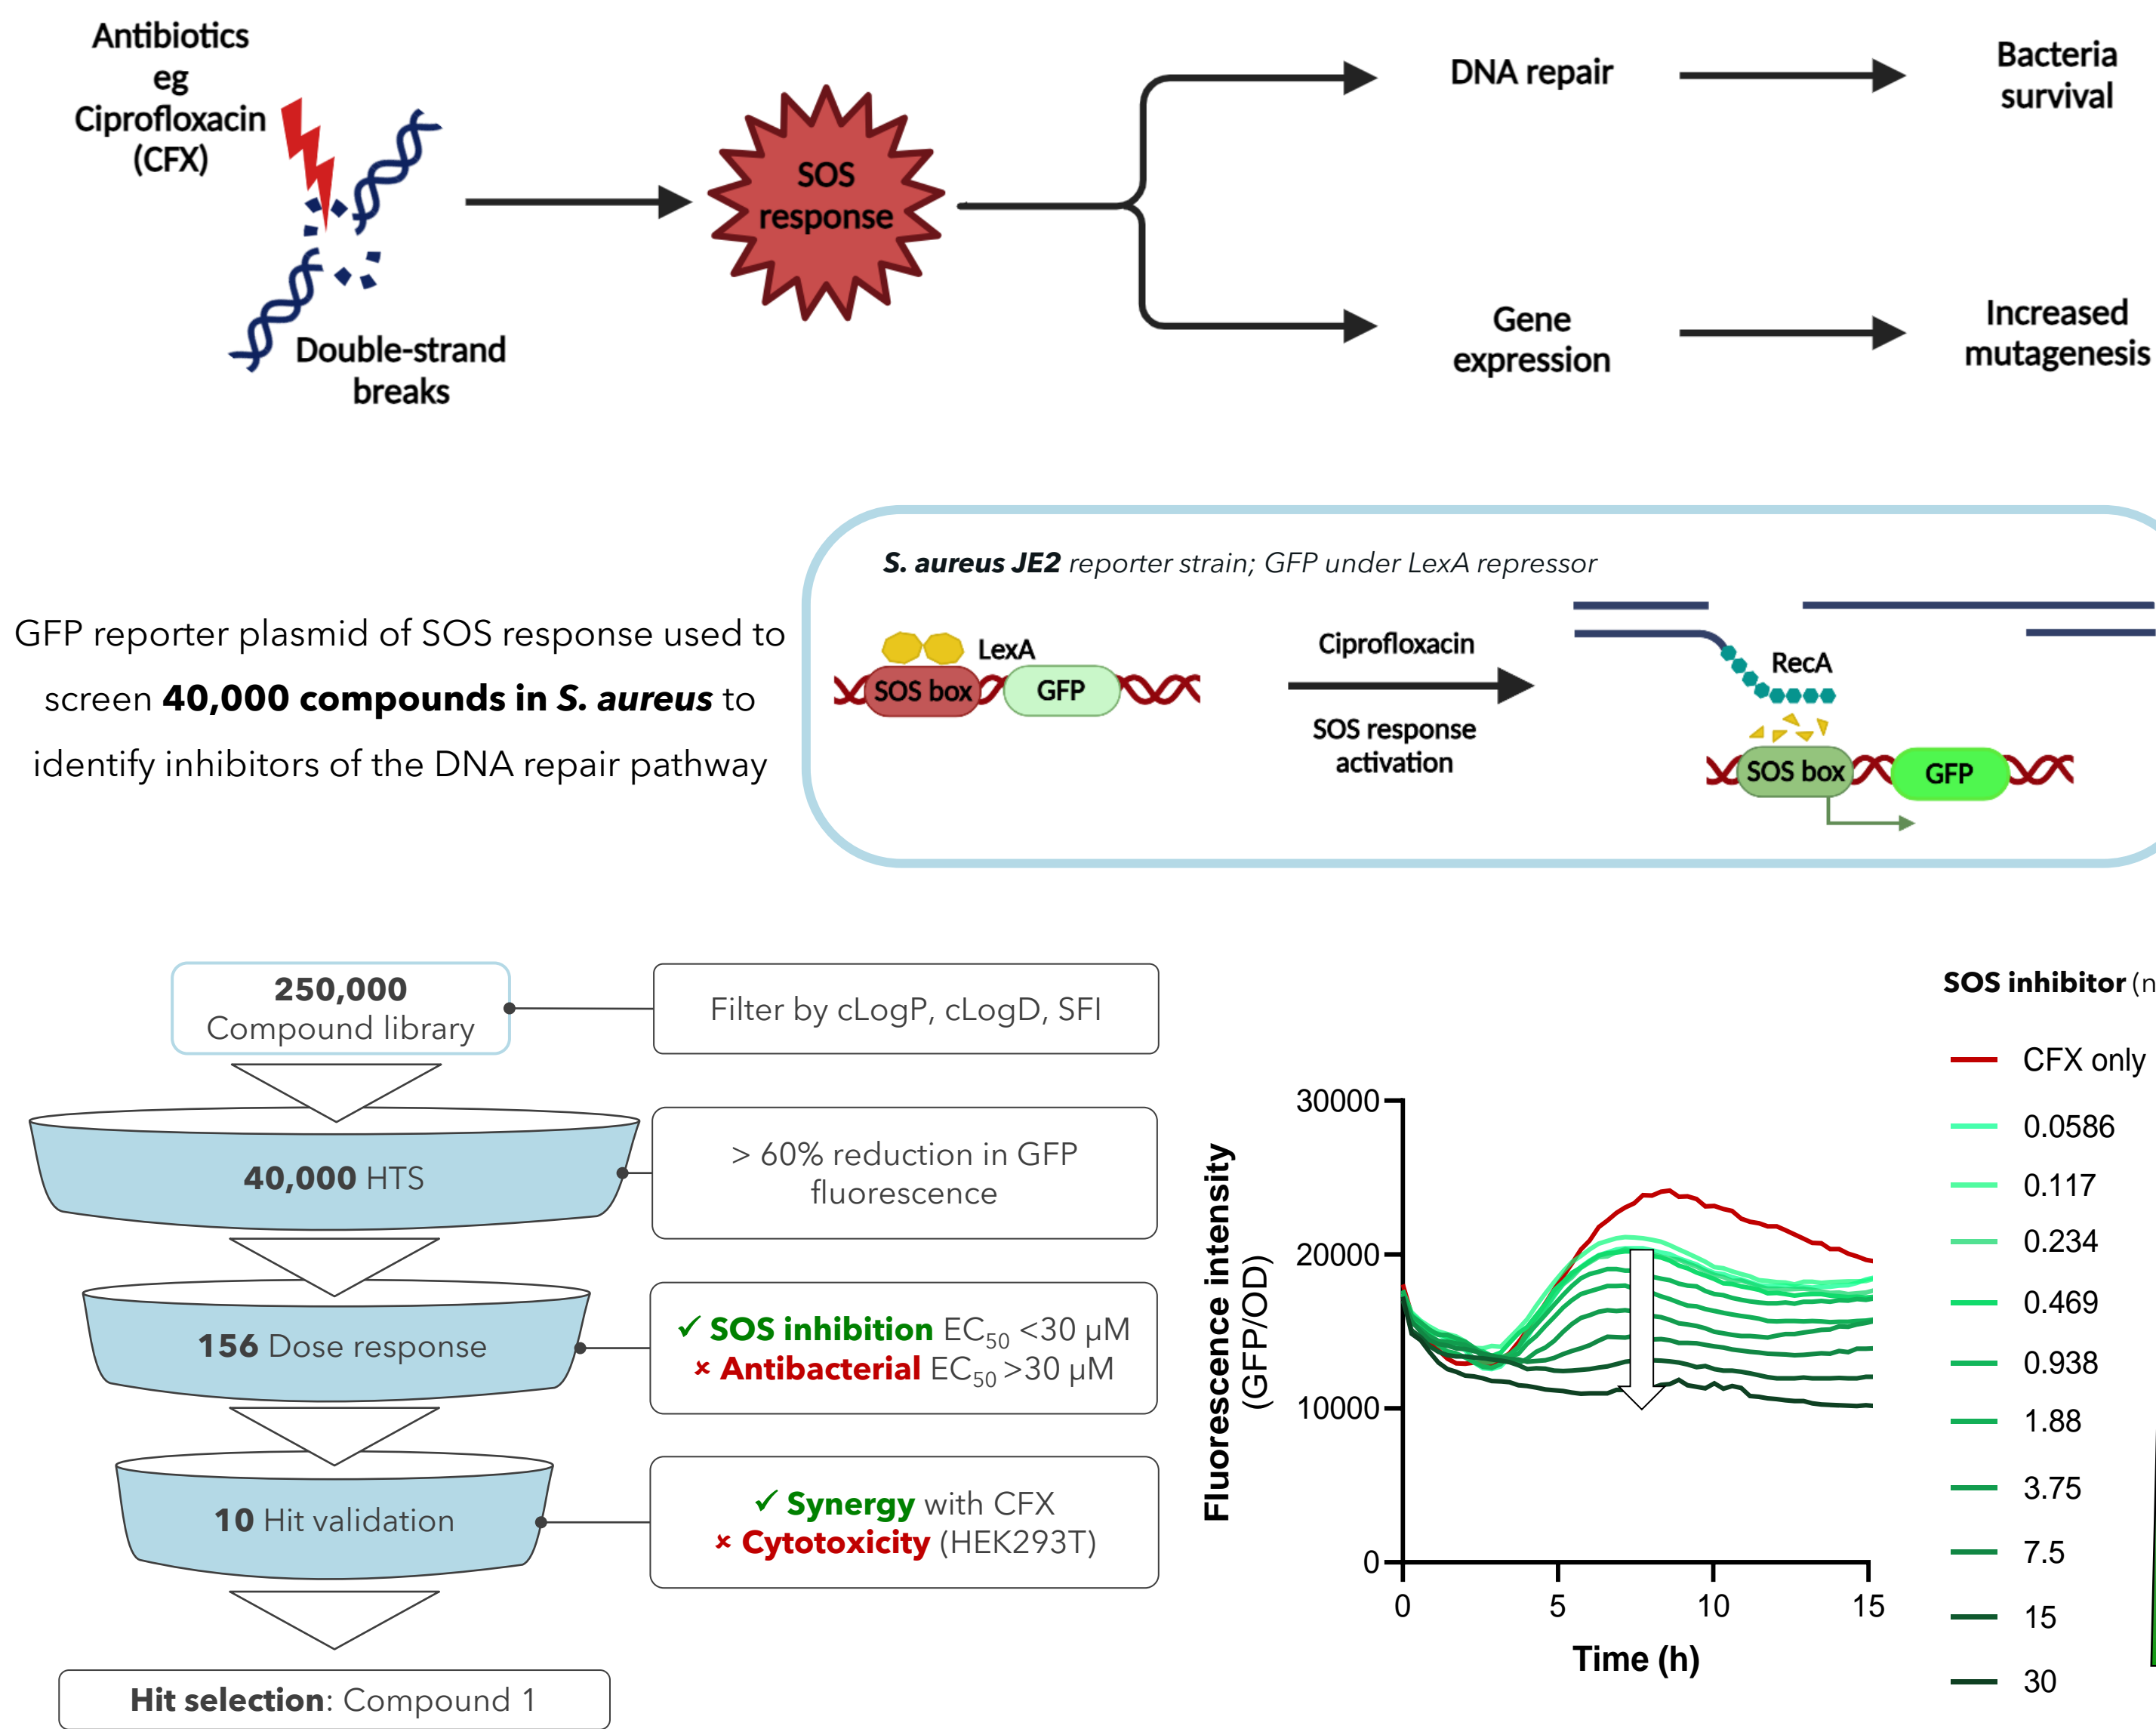 Antibiotics
eg
Ciprofloxacin
(CFX)
Double-strand
breaks
SOS
response
DNA repair
Bacteria
survival
Gene
expression
Increased
mutagenesis
GFP reporter plasmid of SOS response used to
screen 40,000 compounds in S. aureus to
identify inhibitors of the DNA repair pathway
S. aureus JE2 reporter strain; GFP under LexA repressor
LexA
SOS box
GFP
Ciprofloxacin
SOS response
activation
RecA
SOS box
GFP
250,000
Compound library
Filter by cLogP, cLogD, SFI
40,000 HTS
> 60% reduction in GFP
fluorescence
156 Dose response
✓ SOS inhibition EC50 <30 µM
× Antibacterial EC50 >30 µM
10 Hit validation
✓ Synergy with CFX
× Cytotoxicity (HEK293T)
Hit selection: Compound 1
Fluorescence intensity
(GFP/OD)
30000
20000
10000
0
0
5
10
15
Time (h)
SOS inhibitor
CFX only
0.0586
0.117
0.234
0.469
0.938
1.88
3.75
7.5
15
30